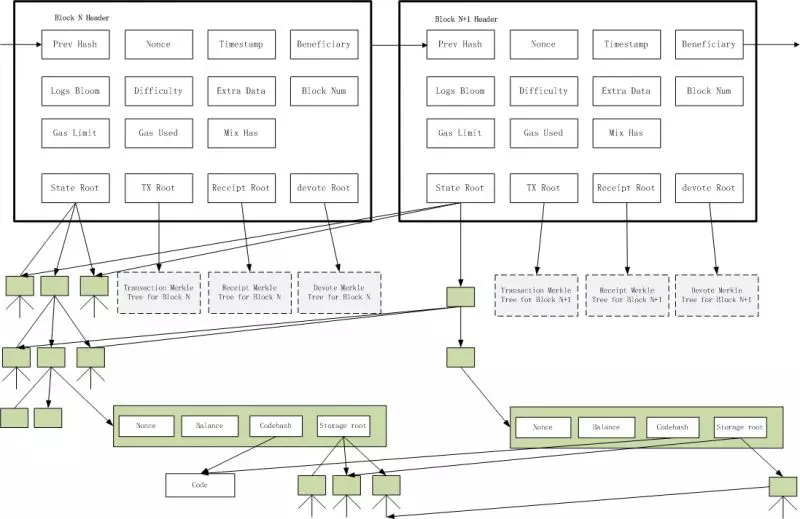 Block N Header
Block N+1 Header
Prev Hash
Nonce
Timestamp
Beneficiary
Prev Hash
Nonce
Timestamp
Beneficiary
Logs Bloom
Difficulty
Extra Data
Block Num
Logs Bloom
Difficulty
Extra Data
Block Num
Gas Limit
Gas Used
Mix Has
Gas Limit
Gas Used
Mix Has
State Root
TX Root
Receipt Root
devote Root
State Root
TX Root
Receipt Root
devote Root
Transaction Merkle
Tree for Block N
Receipt Merkle
Tree for Block N
Devote Merkle
Tree for Block N
Transaction Merkle
Tree for Block N+1
Receipt Merkle
Tree for Block N+1
Devote Merkle
Tree for Block N+1
Nonce
Balance
Codehash
Storage root
Nonce
Balance
Codehash
Storage root
Code